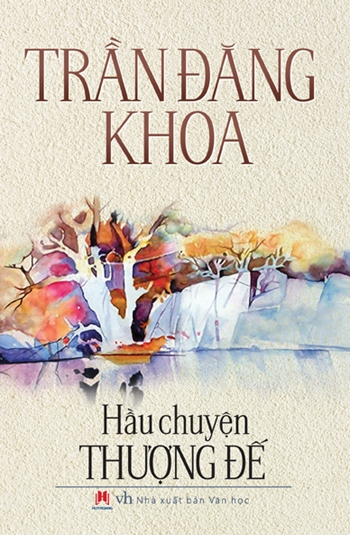 TRẦN ĐĂNG
KHOA
Hầu chuyện
THƯỢNG ĐẾ
vh Nhà xuất bản Văn học